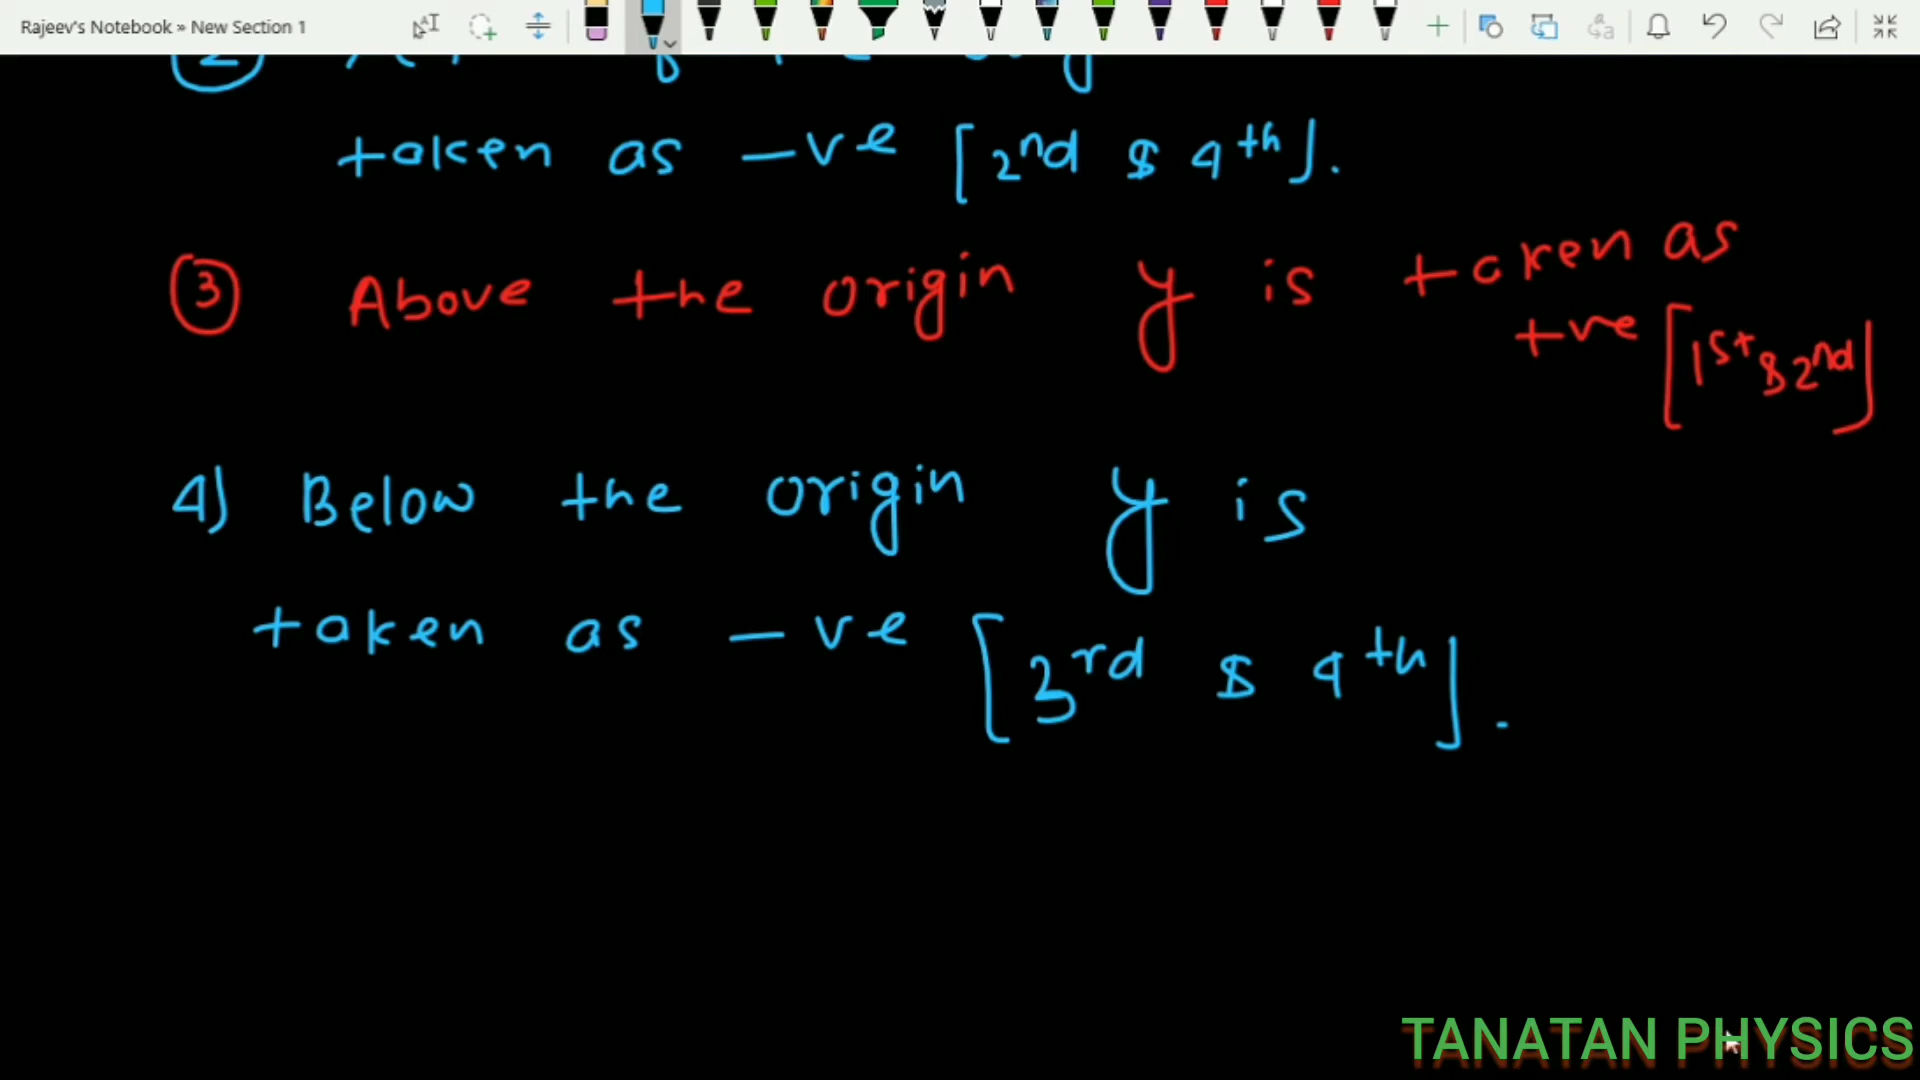 Rajeev's Notebook » New Section 1
②
taken as -ve [2nd & 4th].
③ Above the origin y is taken as
+ve [1st & 2nd]
4) Below the origin y is
taken as -ve [3rd & 4th].
TANATAN PHYSICS